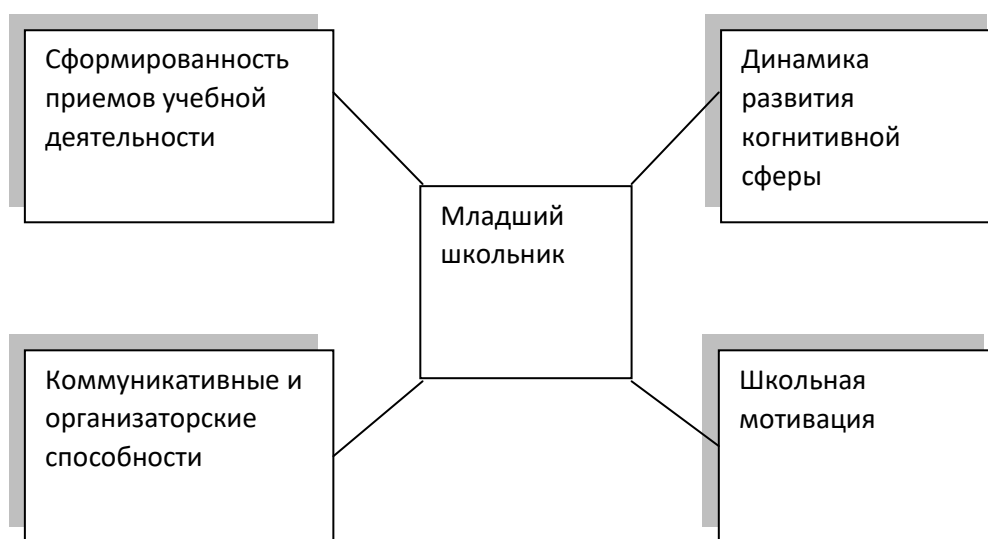 Сформированность
приемов учебной
деятельности
Динамика
развития
когнитивной
сферы
Младший
школьник
Коммуникативные и
организаторские
способности
Школьная
мотивация